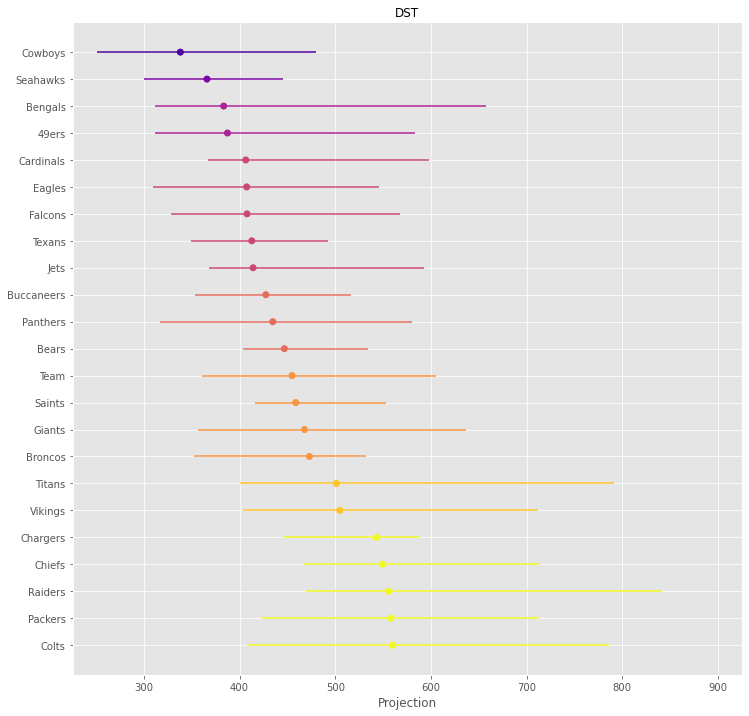 DST
Cowboys
Seahawks
Bengals
49ers
Cardinals
Eagles
Falcons
Texans
Jets
Buccaneers
Panthers
Bears
Team
Saints
Giants
Broncos
Titans
Vikings
Chargers
Chiefs
Raiders
Packers
Colts
300 400 500 600 700 800 900
Projection